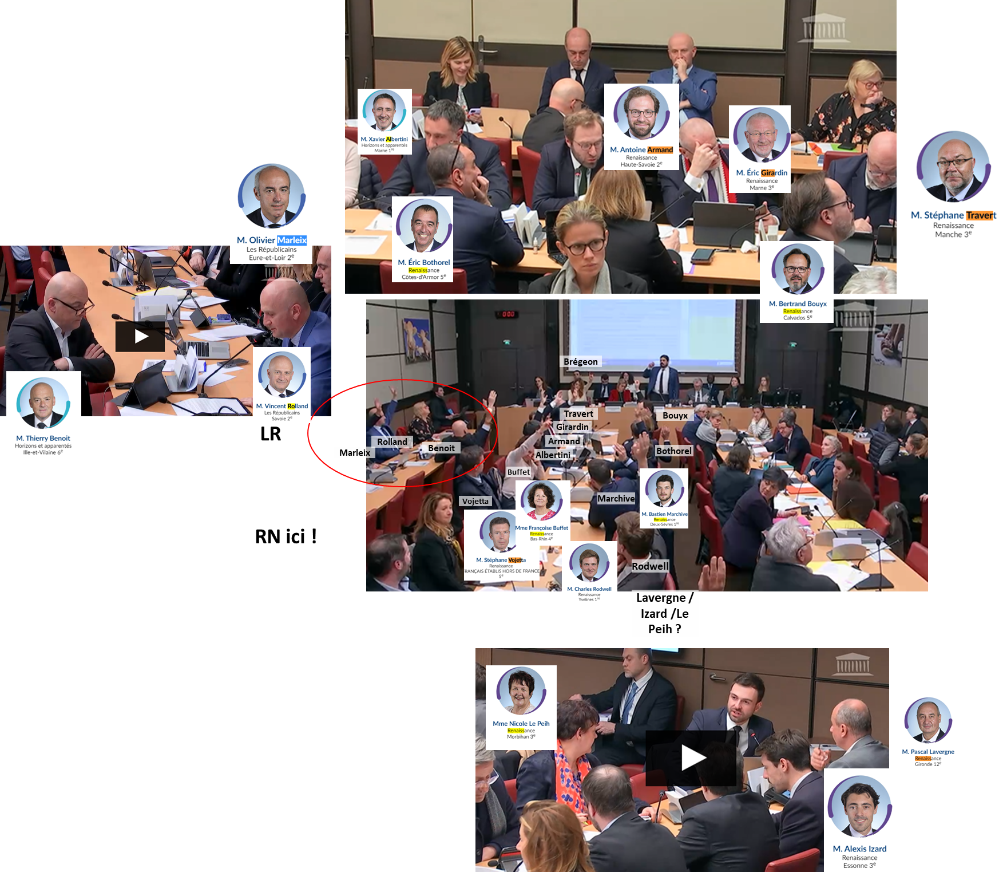 M. Xavier Albertini
Horizons et apparentés
Marne 1re
M. Antoine Armand
Renaissance
Haute-Savoie 2e
M. Éric Girardin
Renaissance
Marne 3e
M. Stéphane Travert
Renaissance
Manche 3e
M. Olivier Marleix
Les Républicains
Eure-et-Loir 2e
M. Éric Bothorel
Renaissance
Côtes-d'Armor 5e
M. Bertrand Bouyx
Renaissance
Calvados 5e
M. Thierry Benoit
Horizons et apparentés
Ille-et-Vilaine 6e
M. Vincent Rolland
Les Républicains
Savoie 2e
LR
RN ici !
0:00
Brégeon
Travert
Girardin
Armand
Albertini
Bouyx
Bothorel
Rolland
Marleix
Benoit
Buffet
Vojetta
Marchive
Mme Françoise Buffet
Renaissance
Bas-Rhin 4e
M. Bastien Marchive
Renaissance
Deux-Sèvres 1re
M. Stéphane Vojetta
Renaissance
RANÇAIS ÉTABLIS HORS DE FRANCE
5e
M. Charles Rodwell
Renaissance
Yvelines 1re
Rodwell
Lavergne /
Izard /Le
Peih ?
Mme Nicole Le Peih
Renaissance
Morbihan 3e
M. Pascal Lavergne
Renaissance
Gironde 12e
M. Alexis Izard
Renaissance
Essonne 3e